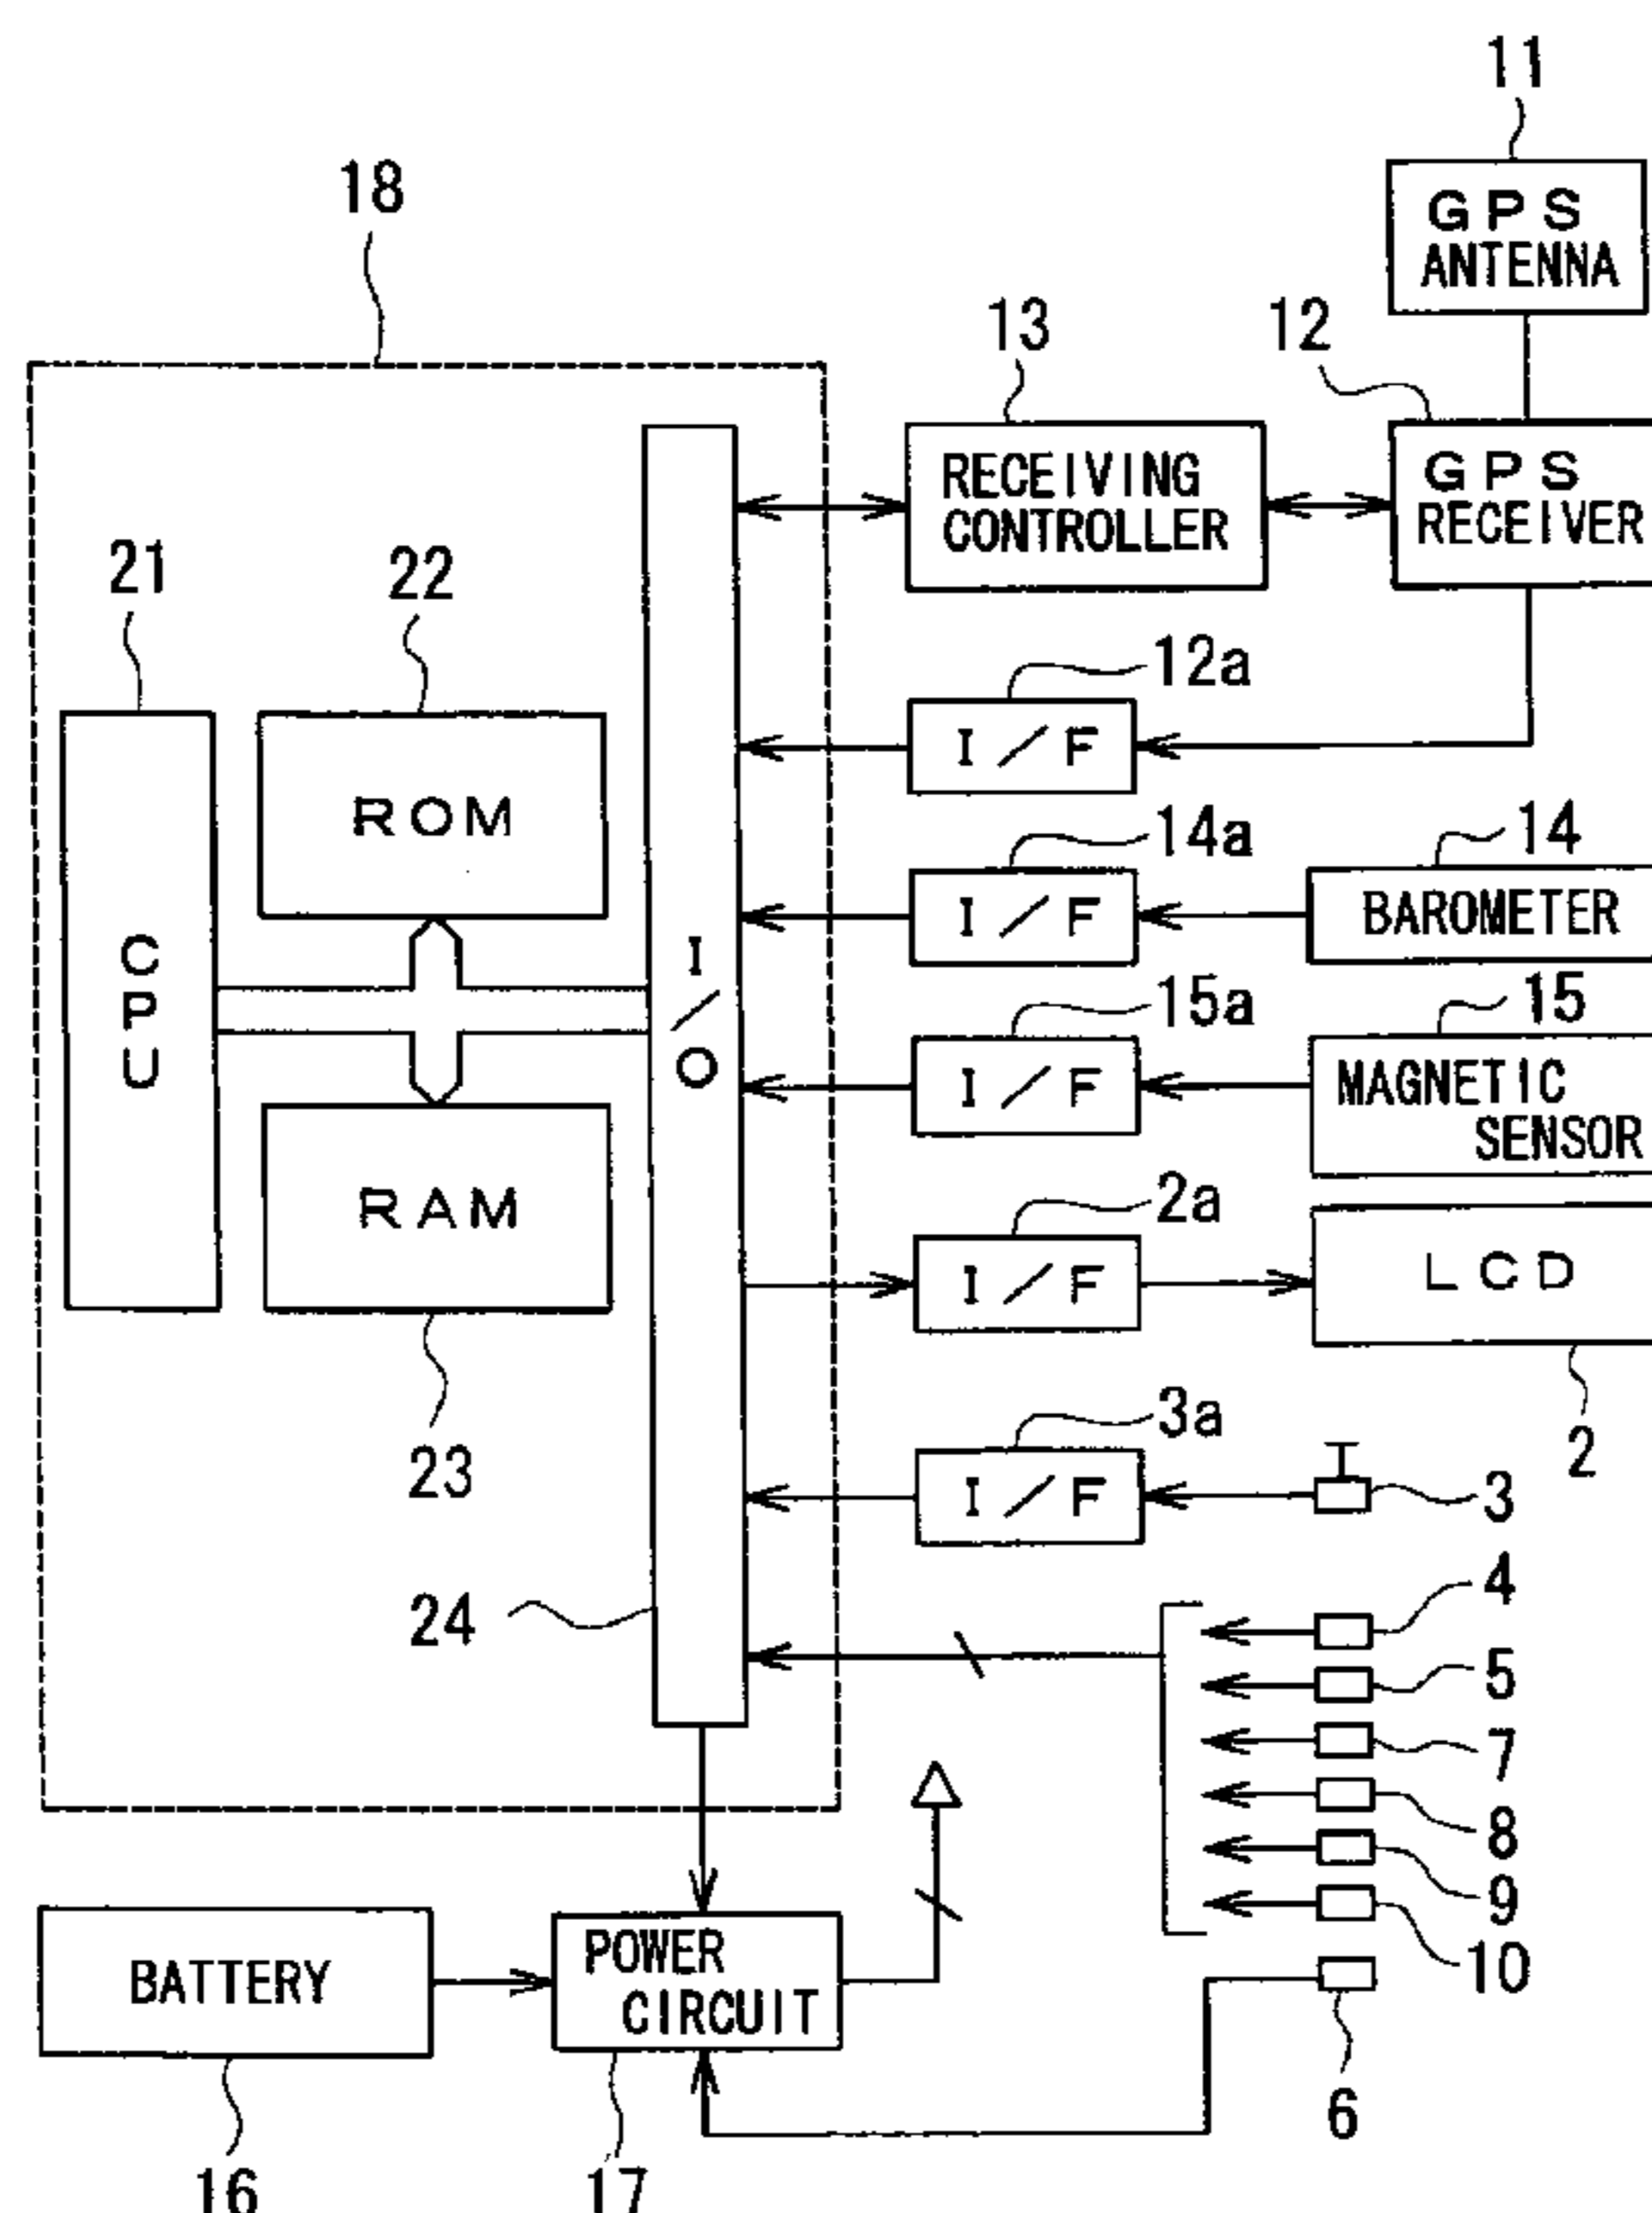 11
GPS
ANTENNA
18
13
12
RECEIVING
CONTROLLER
GPS
RECEIVER
21
22
12a
I/F
ROM
14a
14
I/F
BAROMETER
CPU
I/O
15a
15
I/F
MAGNETIC
SENSOR
RAM
2a
I/F
LCD
23
3a
2
I/F
3
24
4
5
7
8
9
10
BATTERY
POWER
CIRCUIT
6
16
17